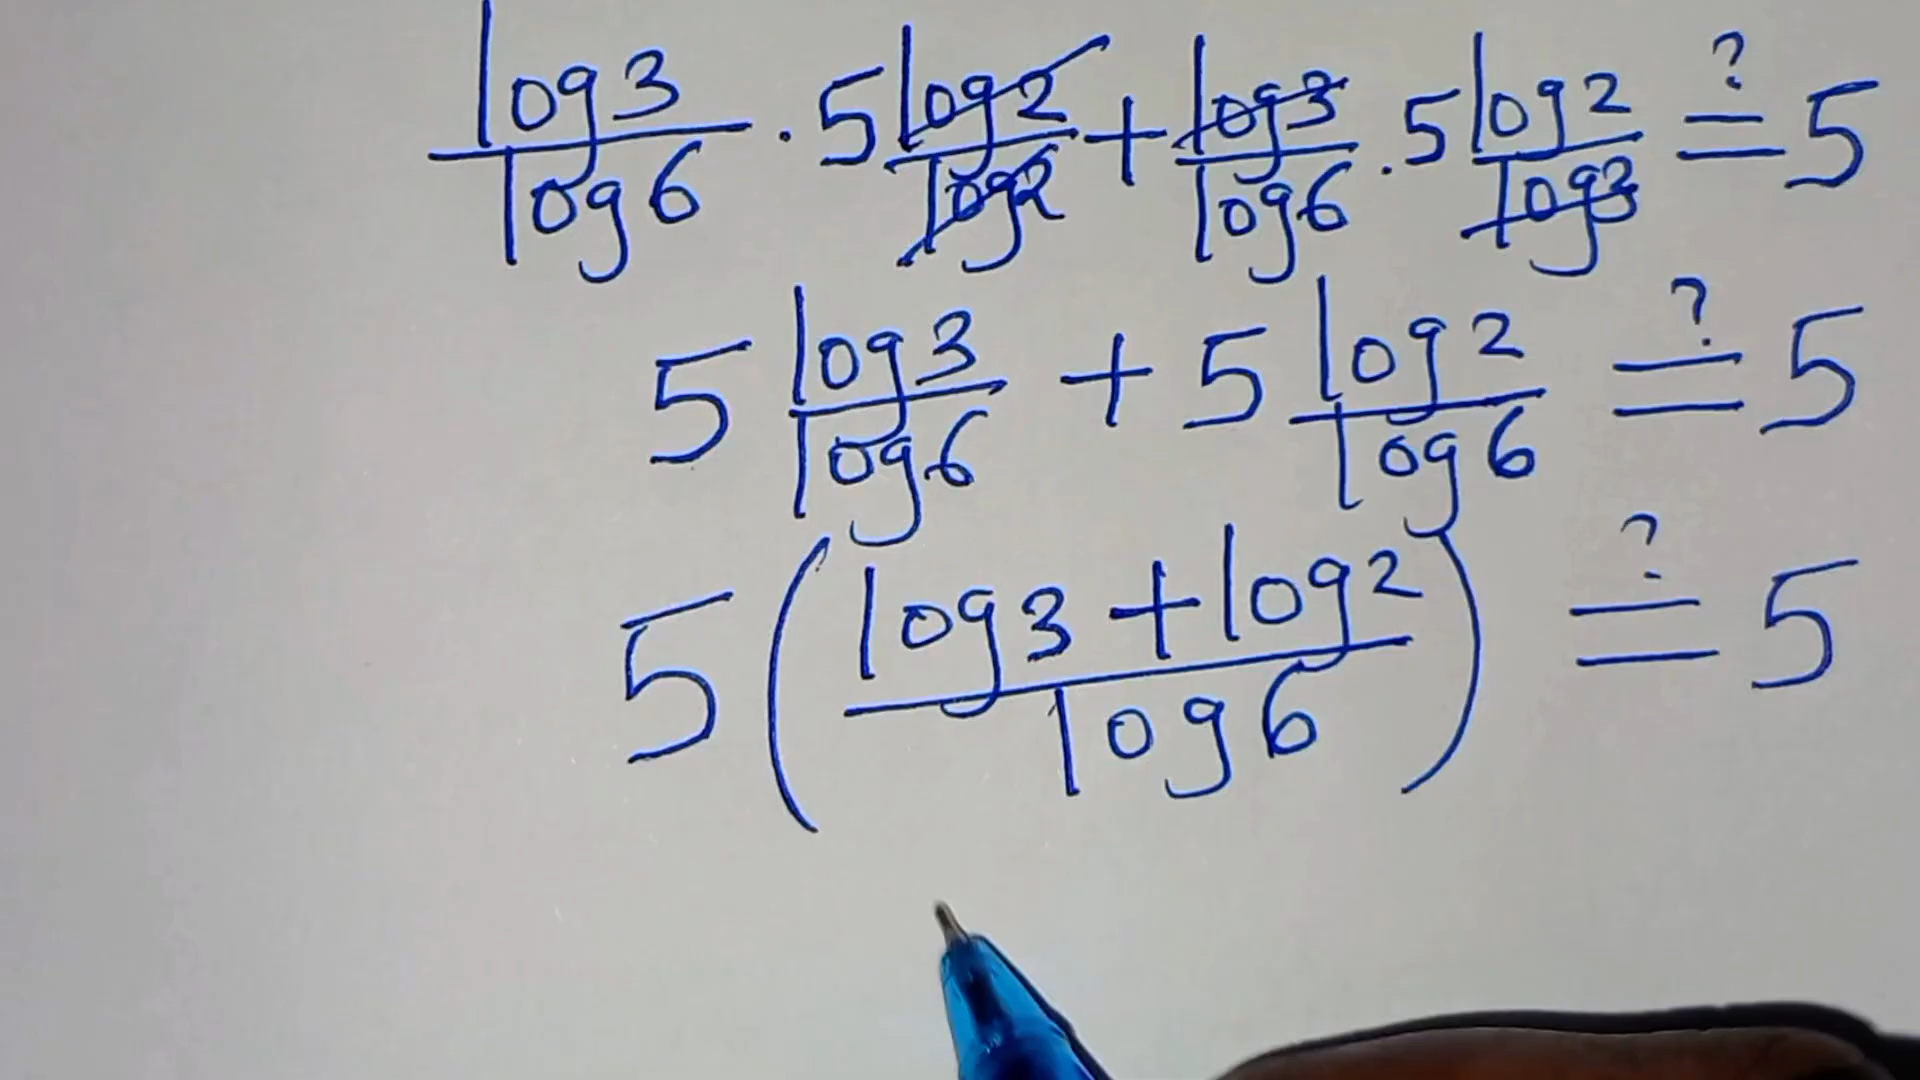 log3/log6 · 5 log2/log2 + log3/log6 · 5 log2/log3 ?= 5
5 log3/log6 + 5 log2/log6 ?= 5
5 (log3 + log2 / log6) ?= 5